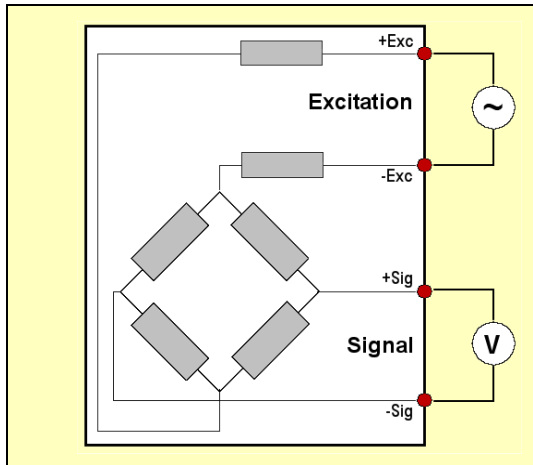 +Exc
Excitation
~
-Exc
+Sig
Signal
V
-Sig